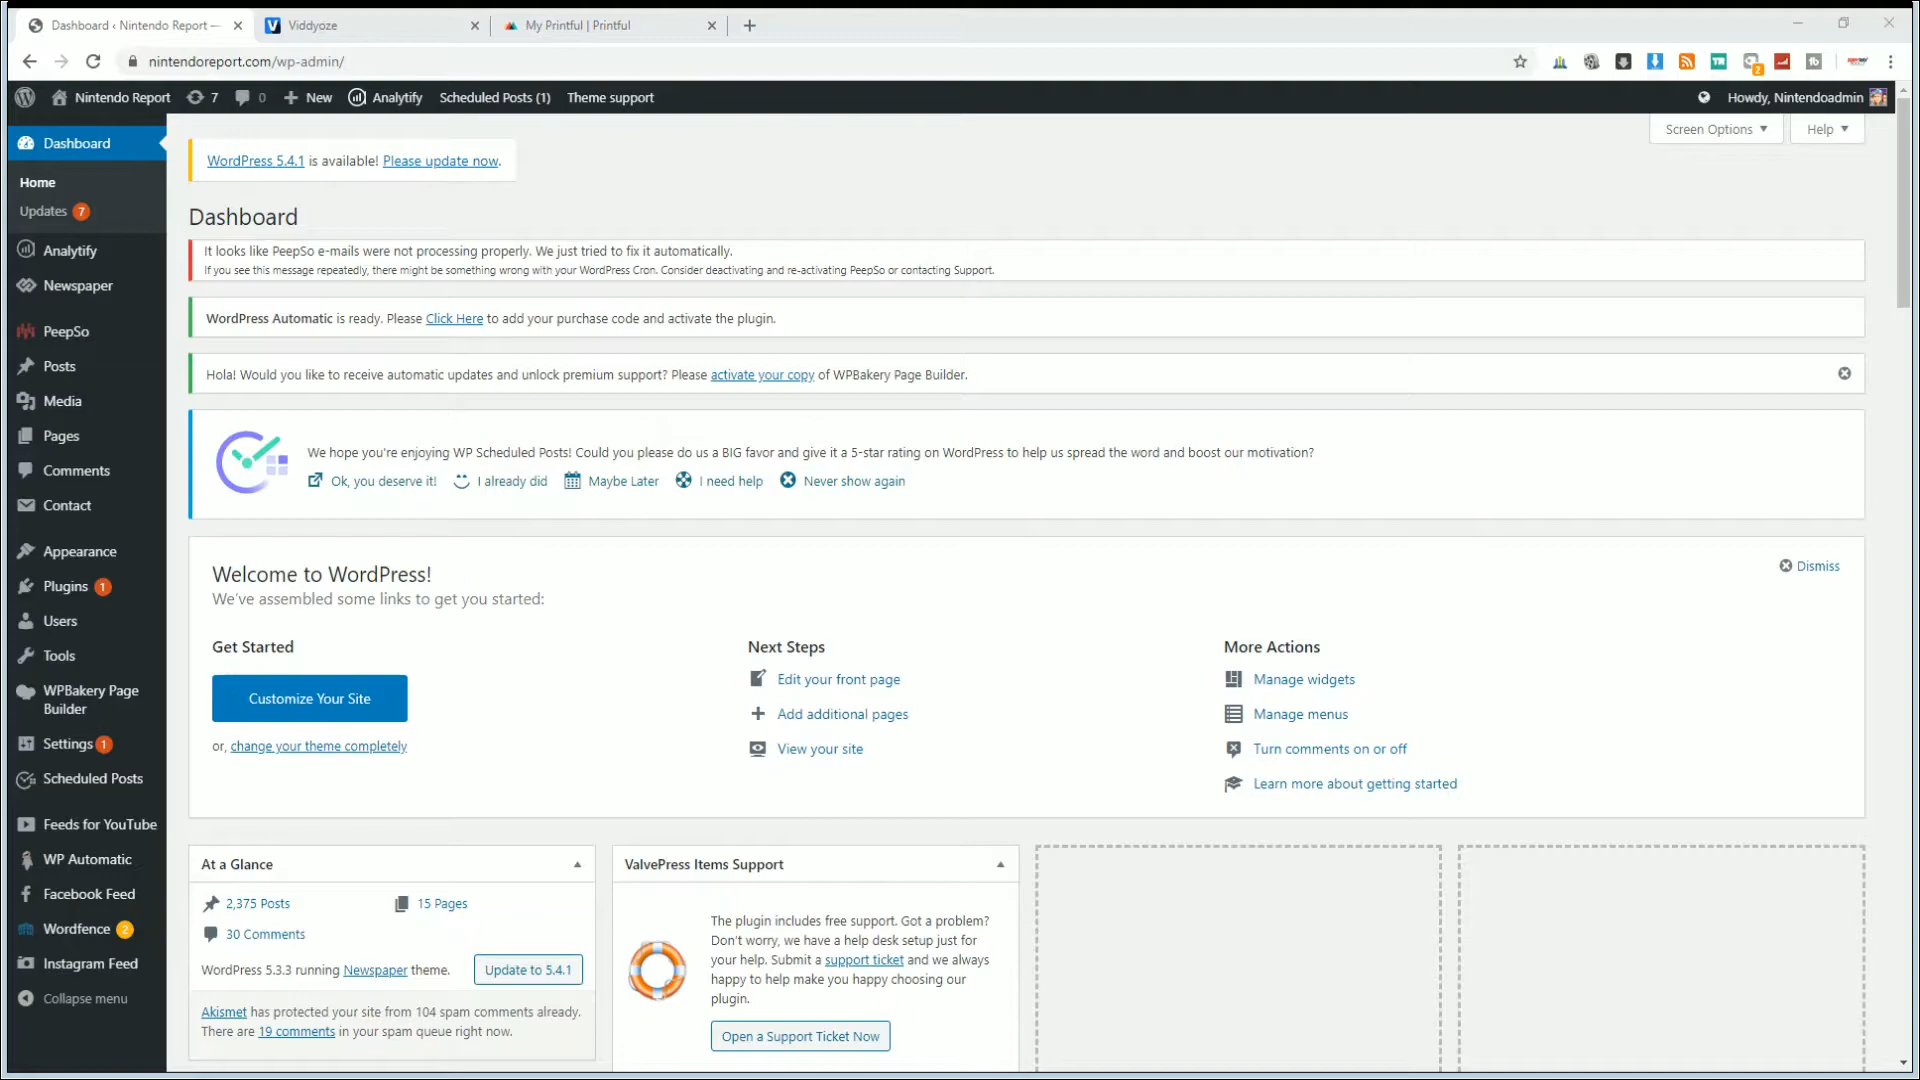 Dashboard ‹ Nintendo Report —
Viddyoze
My Printful | Printful
nintendoreport.com/wp-admin/
Nintendo Report
7
0
New
Analytify
Scheduled Posts (1)
Theme support
Howdy, Nintendoadmin
Screen Options
Help
Dashboard
Home
Updates 7
Analytify
Newspaper
PeepSo
Posts
Media
Pages
Comments
Contact
Appearance
Plugins 1
Users
Tools
WPBakery Page
Builder
Settings 1
Scheduled Posts
Feeds for YouTube
WP Automatic
Facebook Feed
Wordfence 2
Instagram Feed
Collapse menu
WordPress 5.4.1 is available! Please update now.
Dashboard
It looks like PeepSo e-mails were not processing properly. We just tried to fix it automatically.
If you see this message repeatedly, there might be something wrong with your WordPress Cron. Consider deactivating and re-activating PeepSo or contacting Support.
WordPress Automatic is ready. Please Click Here to add your purchase code and activate the plugin.
Hola! Would you like to receive automatic updates and unlock premium support? Please activate your copy of WPBakery Page Builder.
We hope you're enjoying WP Scheduled Posts! Could you please do us a BIG favor and give it a 5-star rating on WordPress to help us spread the word and boost our motivation?
Ok, you deserve it!
I already did
Maybe Later
I need help
Never show again
Welcome to WordPress!
Dismiss
We've assembled some links to get you started:
Get Started
Customize Your Site
or, change your theme completely
Next Steps
Edit your front page
Add additional pages
View your site
More Actions
Manage widgets
Manage menus
Turn comments on or off
Learn more about getting started
At a Glance
2,375 Posts
15 Pages
30 Comments
WordPress 5.3.3 running Newspaper theme.
Update to 5.4.1
Akismet has protected your site from 104 spam comments already.
There are 19 comments in your spam queue right now.
ValvePress Items Support
The plugin includes free support. Got a problem?
Don't worry, we have a help desk setup just for
your help. Submit a support ticket and we always
happy to help make you happy choosing our
plugin.
Open a Support Ticket Now